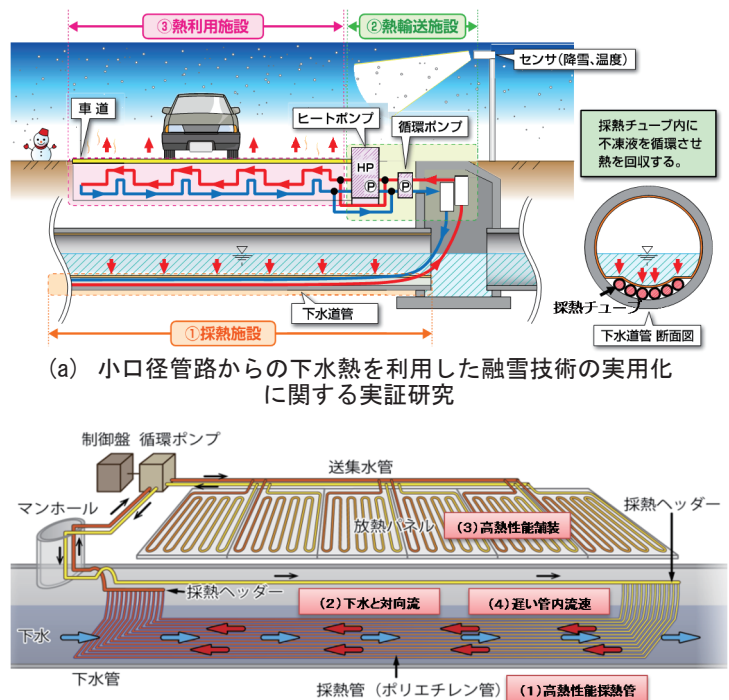 ③熱利用施設
②熱輸送施設
センサ(降雪、温度)
車道
ヒートポンプ
循環ポンプ
HP
P
P
採熱チューブ内に
不凍液を循環させ
熱を回収する。
下水道管
採熱チューブ
下水道管 断面図
①採熱施設
(a) 小口径管路からの下水熱を利用した融雪技術の実用化
に関する実証研究
制御盤
循環ポンプ
送集水管
マンホール
放熱パネル
(3)高熱性能舗装
採熱ヘッダー
採熱ヘッダー
(2)下水と対向流
(4)遅い管内流速
下水
下水管
採熱管(ポリエチレン管)
(1)高熱性能採熱管